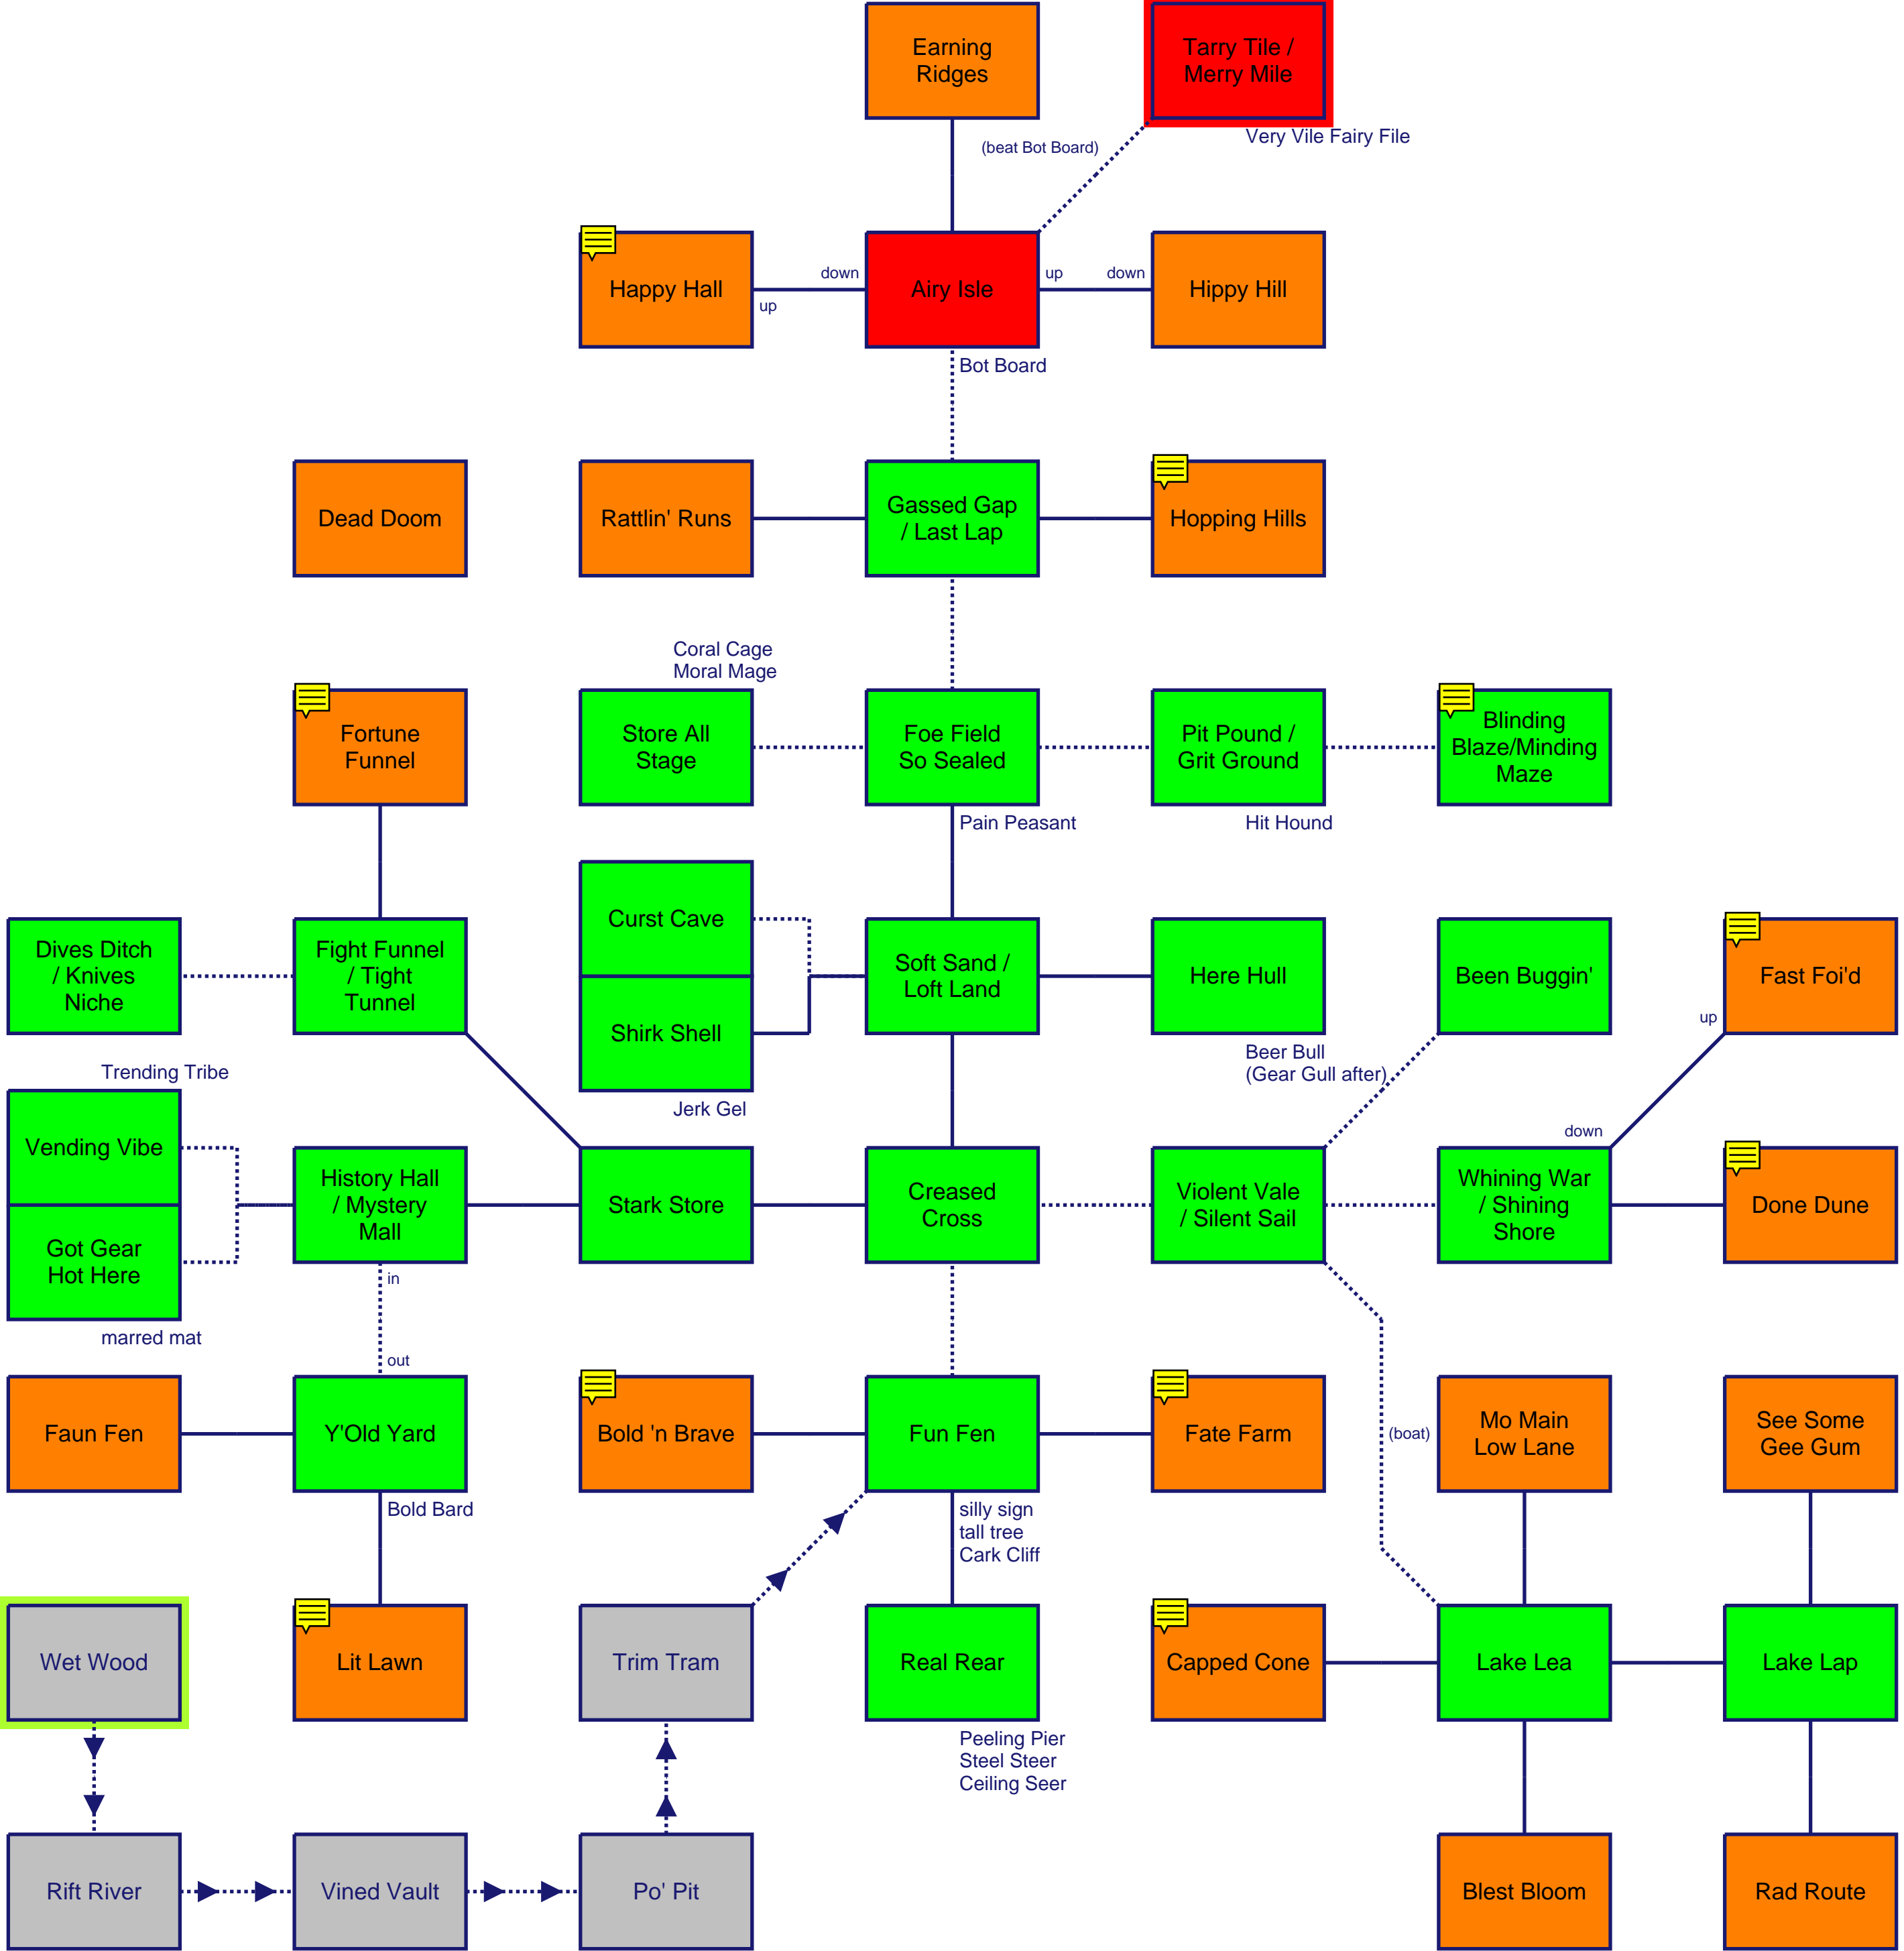 Earning
Ridges
Tarry Tile /
Merry Mile
(beat Bot Board)
Very Vile Fairy File
Happy Hall
up
down
Airy Isle
up
down
Hippy Hill
Bot Board
Dead Doom
Rattlin' Runs
Gassed Gap
/ Last Lap
Hopping Hills
Coral Cage
Moral Mage
Fortune
Funnel
Store All
Stage
Foe Field
So Sealed
Pit Pound /
Grit Ground
Blinding
Blaze/Minding
Maze
Pain Peasant
Hit Hound
Dives Ditch
/ Knives
Niche
Fight Funnel
/ Tight
Tunnel
Curst Cave
Shirk Shell
Soft Sand /
Loft Land
Here Hull
Been Buggin'
Fast Foi'd
up
Beer Bull
(Gear Gull after)
Trending Tribe
Jerk Gel
down
Vending Vibe
Got Gear
Hot Here
History Hall
/ Mystery
Mall
Stark Store
Creased
Cross
Violent Vale
/ Silent Sail
Whining War
/ Shining
Shore
Done Dune
in
marred mat
out
Faun Fen
Y'Old Yard
Bold 'n Brave
Fun Fen
Fate Farm
(boat)
Mo Main
Low Lane
See Some
Gee Gum
Bold Bard
silly sign
tall tree
Cark Cliff
Wet Wood
Lit Lawn
Trim Tram
Real Rear
Capped Cone
Lake Lea
Lake Lap
Peeling Pier
Steel Steer
Ceiling Seer
Rift River
Vined Vault
Po' Pit
Blest Bloom
Rad Route